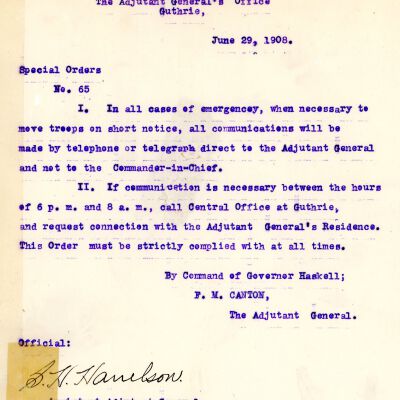 The Adjutant General's Office
Guthrie,
June 29, 1908.
Special Orders
No. 65
I. In all cases of emergencey, when necessary to
move treops on short notice, all communications will be
made by telephone or telegraph direct to the Adjutant General
and not to the Commander-in-Chief.
II. If communication is necessary between the hours
of 6 p. m. and 8 a. m., call Central Office at Guthrie,
and request connection with the Adjutant General's Residence.
This Order must be strictly complied with at all times.
By Command of Governor Haskell;
F. M. CANTON,
The Adjutant General.
Official:
Harrelson.